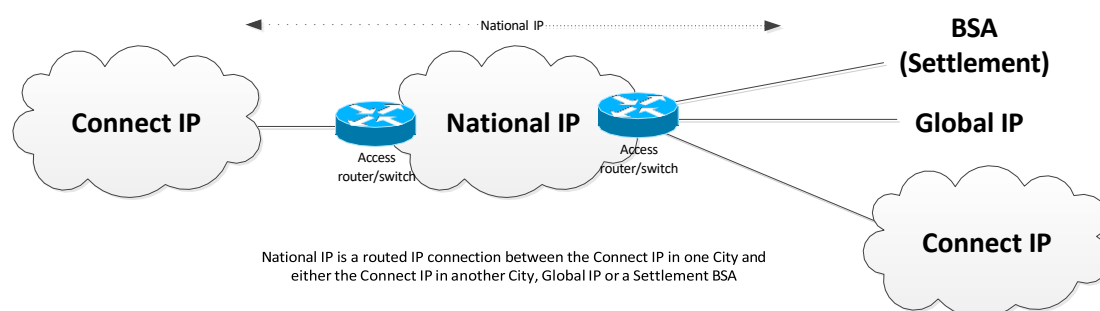 National IP
BSA
(Settlement)
Connect IP
National IP
Global IP
Access
router/switch
Access
router/switch
Connect IP
National IP is a routed IP connection between the Connect IP in one City and
either the Connect IP in another City, Global IP or a Settlement BSA